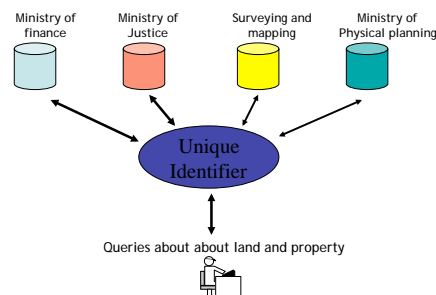 Ministry of
finance
Ministry of
Justice
Surveying and
mapping
Ministry of
Physical planning
Unique
Identifier
Queries about about land and property